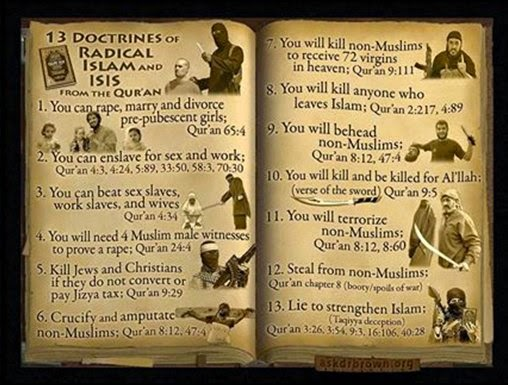 13 DOCTRINES OF
RADICAL
ISLAM AND
ISIS
FROM THE QUR'AN
1. You can rape, marry and divorce
pre-pubescent girls;
Qur'an 65:4
2. You can enslave for sex and work;
Qur'an 4:3, 4:24, 5:89, 33:50, 58:3, 70:30
3. You can beat sex slaves,
work slaves, and wives
Qur'an 4:34
4. You will need 4 Muslim male witnesses
to prove a rape; Qur'an 24:4
5. Kill Jews and Christians
if they do not convert or
pay Jizya tax; Qur'an 9:29
6. Crucify and amputate
non-Muslims; Qur'an 8:12, 47:4
7. You will kill non-Muslims
to receive 72 virgins
in heaven; Qur'an 9:111
8. You will kill anyone who
leaves Islam; Qur'an 2:217, 4:89
9. You will behead
non-Muslims;
Qur'an 8:12, 47:4
10. You will kill and be killed for Al'llah;
(verse of the sword) Qur'an 9:5
11. You will terrorize
non-Muslims;
Qur'an 8:12, 8:60
12. Steal from non-Muslims;
Qur'an chapter 8 (booty/spoils of war)
13. Lie to strengthen Islam;
(Taqiyya deception)
Qur'an 3:26, 3:54, 9:3, 16:106, 40:28
askdrbrown.org